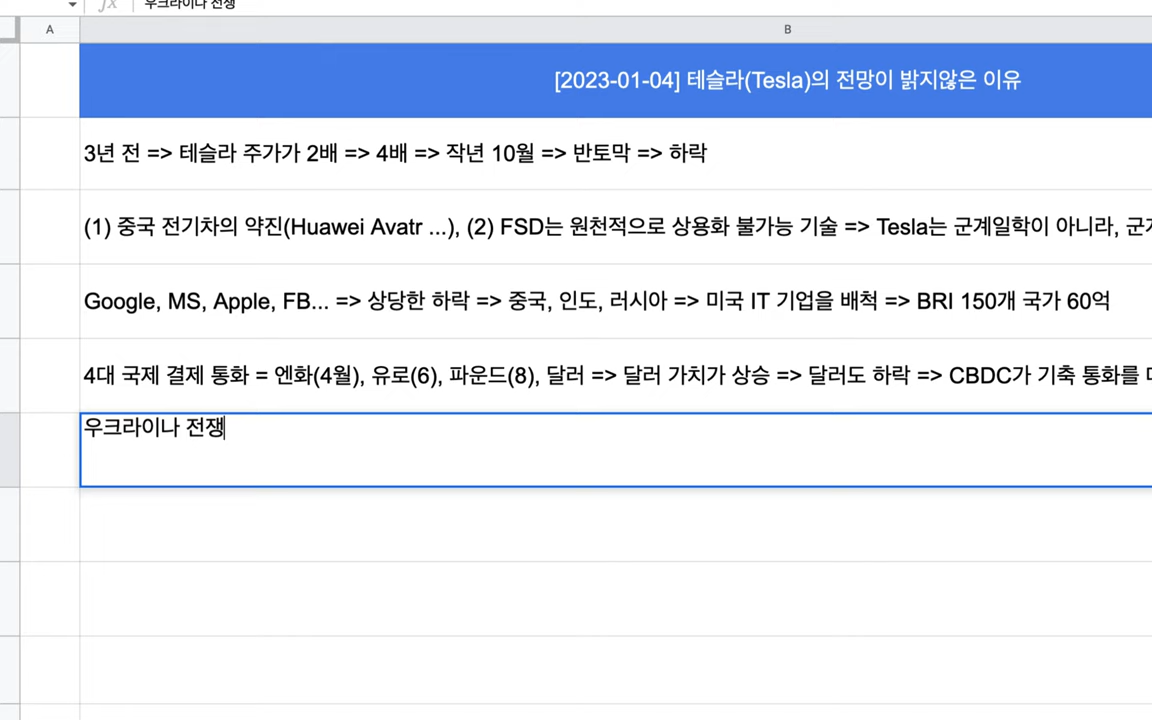 fx 우크라이나 전쟁
A B
[2023-01-04] 테슬라(Tesla)의 전망이 밝지않은 이유
3년 전 => 테슬라 주가가 2배 => 4배 => 작년 10월 => 반토막 => 하락
(1) 중국 전기차의 약진(Huawei Avatr ...), (2) FSD는 원천적으로 상용화 불가능 기술 => Tesla는 군계일학이 아니라,
Google, MS, Apple, FB... => 상당한 하락 => 중국, 인도, 러시아 => 미국 IT 기업을 배척 => BRI 150개 국가 60억
4대 국제 결제 통화 = 엔화(4월), 유로(6), 파운드(8), 달러 => 달러 가치가 상승 => 달러도 하락 => CBDC가 기축 통화를
우크라이나 전쟁